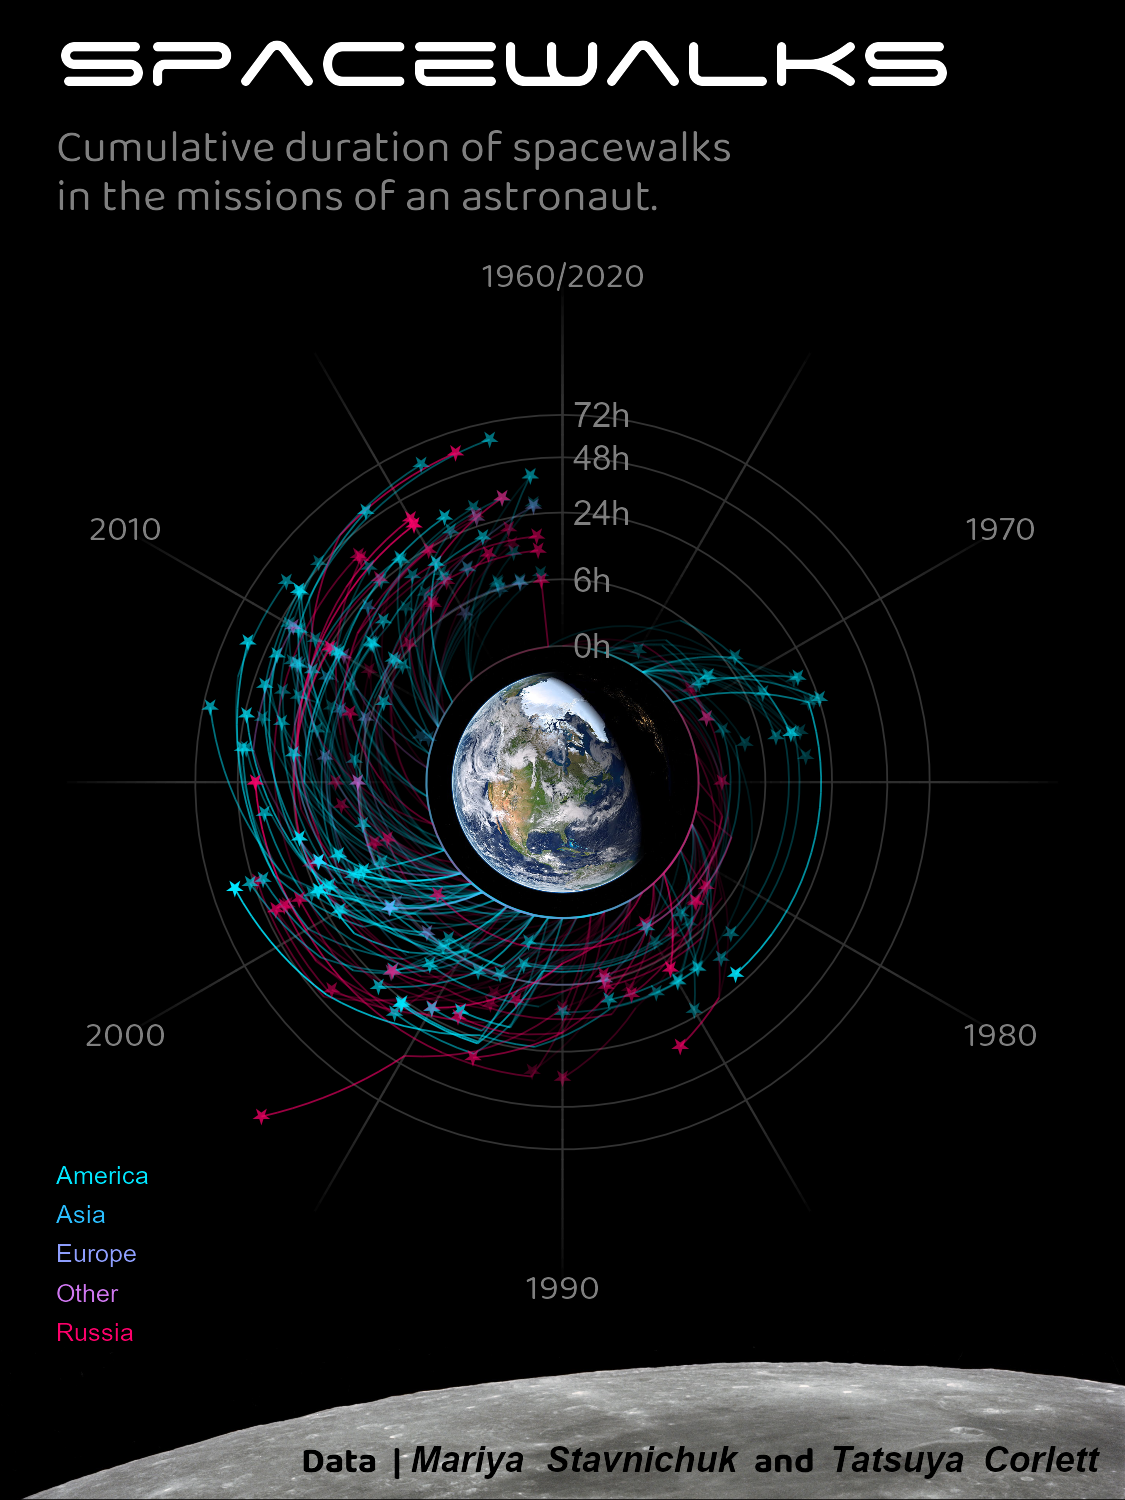 SPACEWALKS
Cumulative duration of spacewalks
in the missions of an astronaut.
1960/2020
72h
48h
24h
6h
0h
2010
1970
2000
1980
1990
America
Asia
Europe
Other
Russia
Data | Mariya Stavnichuk and Tatsuya Corlett